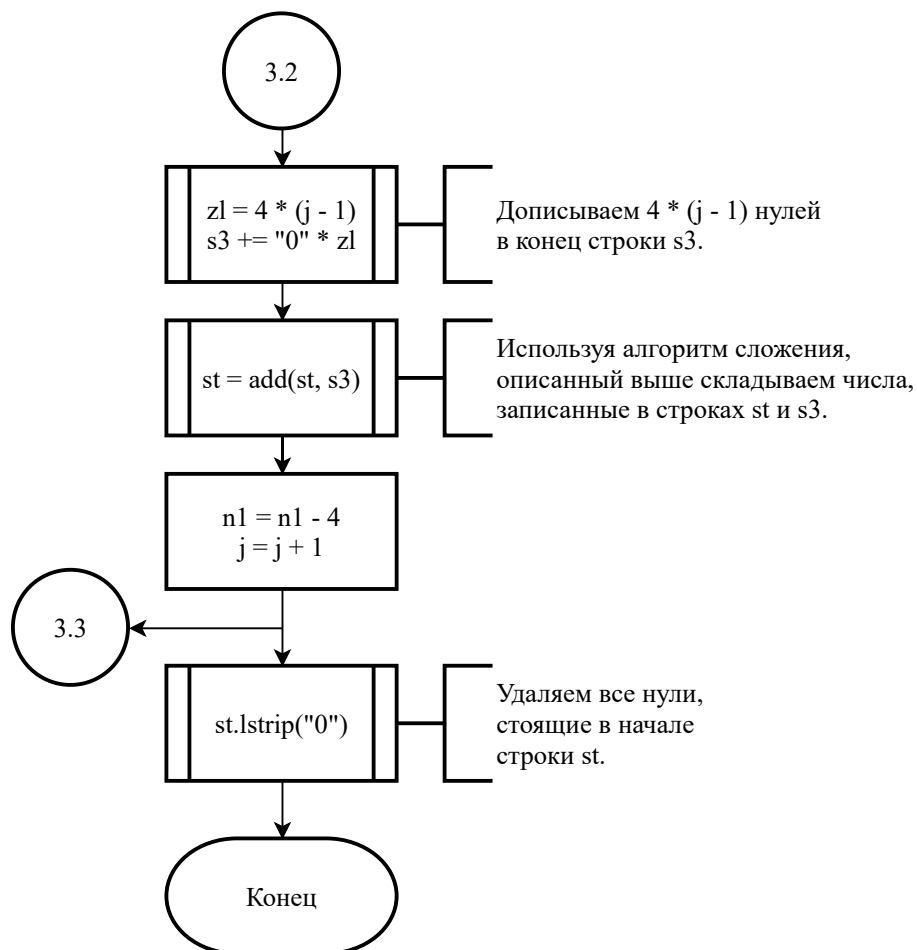 3.2
zl = 4 * (j - 1)
s3 += "0" * zl
Дописываем 4 * (j - 1) нулей
в конец строки s3.
st = add(st, s3)
Используя алгоритм сложения,
описанный выше складываем числа,
записанные в строках st и s3.
n1 = n1 - 4
j = j + 1
3.3
st.lstrip("0")
Удаляем все нули,
стоящие в начале
строки st.
Конец